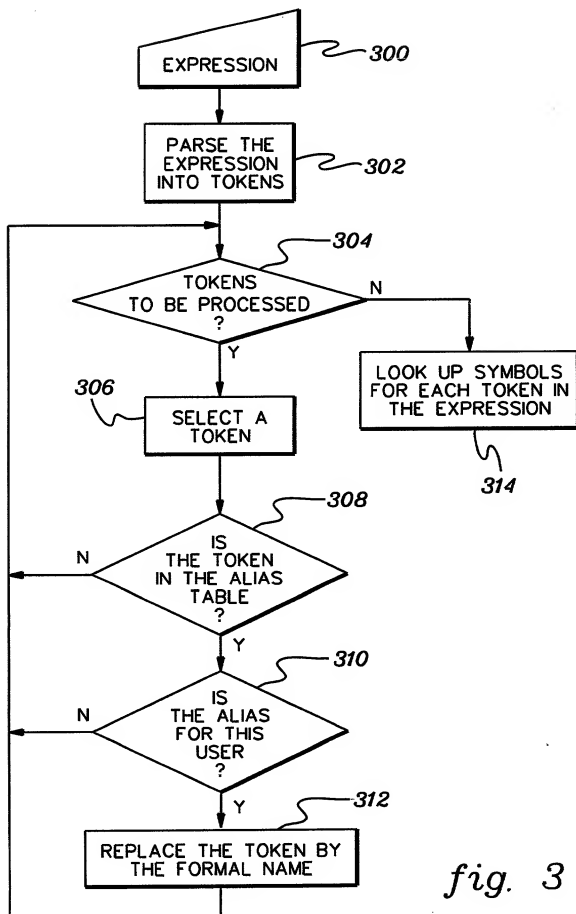 EXPRESSION
300
PARSE THE
EXPRESSION
INTO TOKENS
302
304
TOKENS
TO BE PROCESSED
?
N
Y
LOOK UP SYMBOLS
FOR EACH TOKEN IN
THE EXPRESSION
314
306
SELECT A
TOKEN
308
IS
THE TOKEN
IN THE ALIAS
TABLE
?
N
Y
310
IS
THE ALIAS
FOR THIS
USER
?
N
Y
312
REPLACE THE TOKEN BY
THE FORMAL NAME
fig. 3